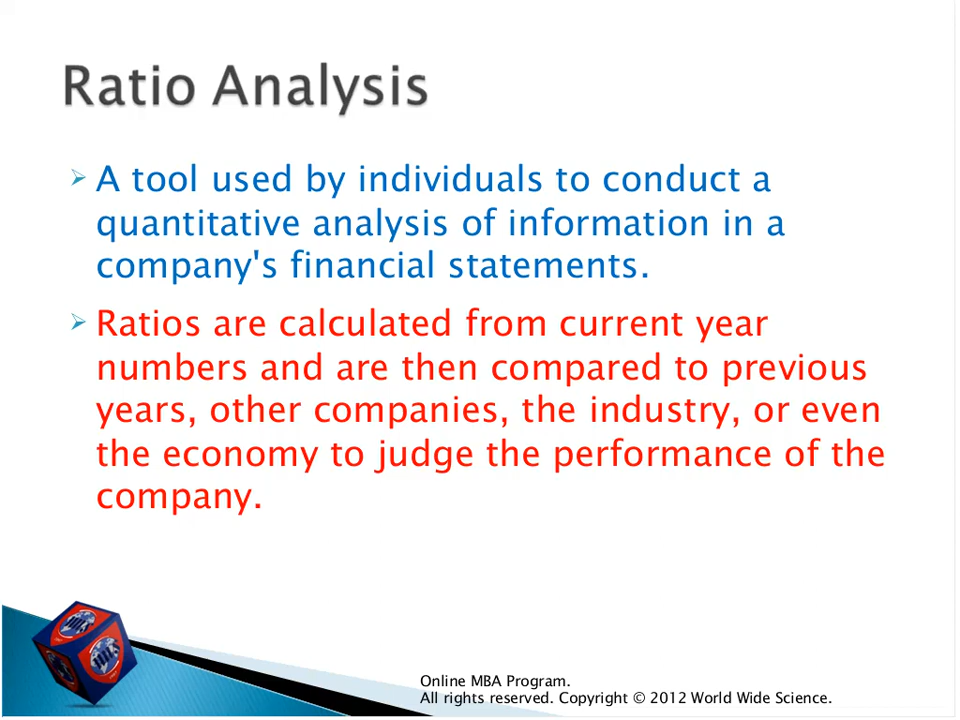 Ratio Analysis
A tool used by individuals to conduct a
quantitative analysis of information in a
company's financial statements.
Ratios are calculated from current year
numbers and are then compared to previous
years, other companies, the industry, or even
the economy to judge the performance of the
company.
Online MBA Program.
All rights reserved. Copyright © 2012 World Wide Science.